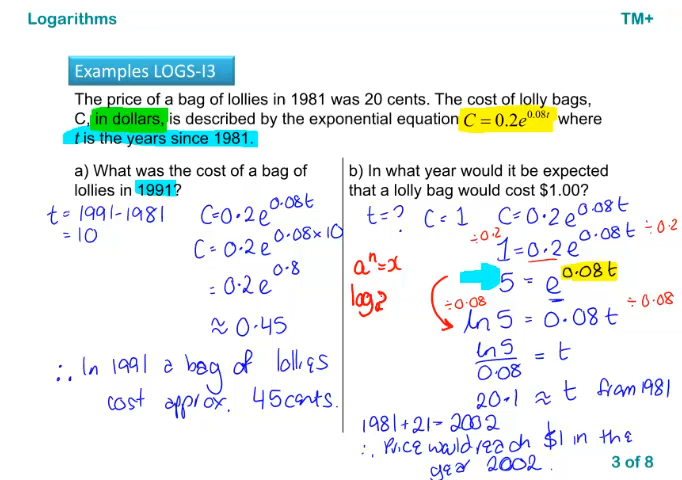 Logarithms TM+
Examples LOGS-I3
The price of a bag of lollies in 1981 was 20 cents. The cost of lolly bags,
C, in dollars, is described by the exponential equation C = 0.2e^0.08t where
t is the years since 1981.
a) What was the cost of a bag of
lollies in 1991?
t = 1991-1981
= 10
C=0.2e^0.08t
C=0.2e^0.08×10
=0.2e^0.8
≈ 0.45
∴ In 1991 a bag of lollies
cost approx. 45cents.
b) In what year would it be expected
that a lolly bag would cost $1.00?
t=? C=1 C=0.2e^0.08t
÷0.2 1=0.2e^0.08t ÷0.2
aⁿ=x
5 = e^0.08t
÷0.08 ÷0.08
ln 5 = 0.08t
ln5/0.08 = t
20.1 ≈ t from 1981
1981+21=2002
∴ Price would reach $1 in the
year 2002.
3 of 8